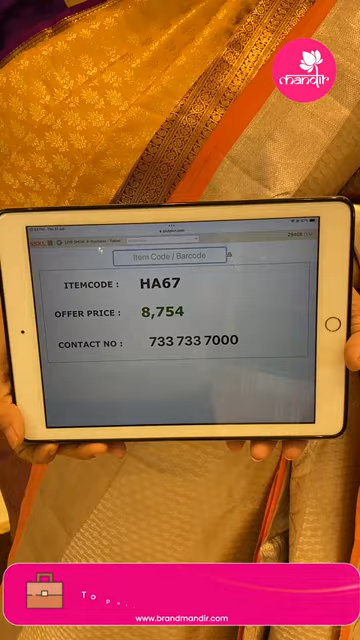 mandir
Item Code / Barcode
ITEMCODE : HA67
OFFER PRICE : 8,754
CONTACT NO : 733 733 7000
T o p
www.brandmandir.com